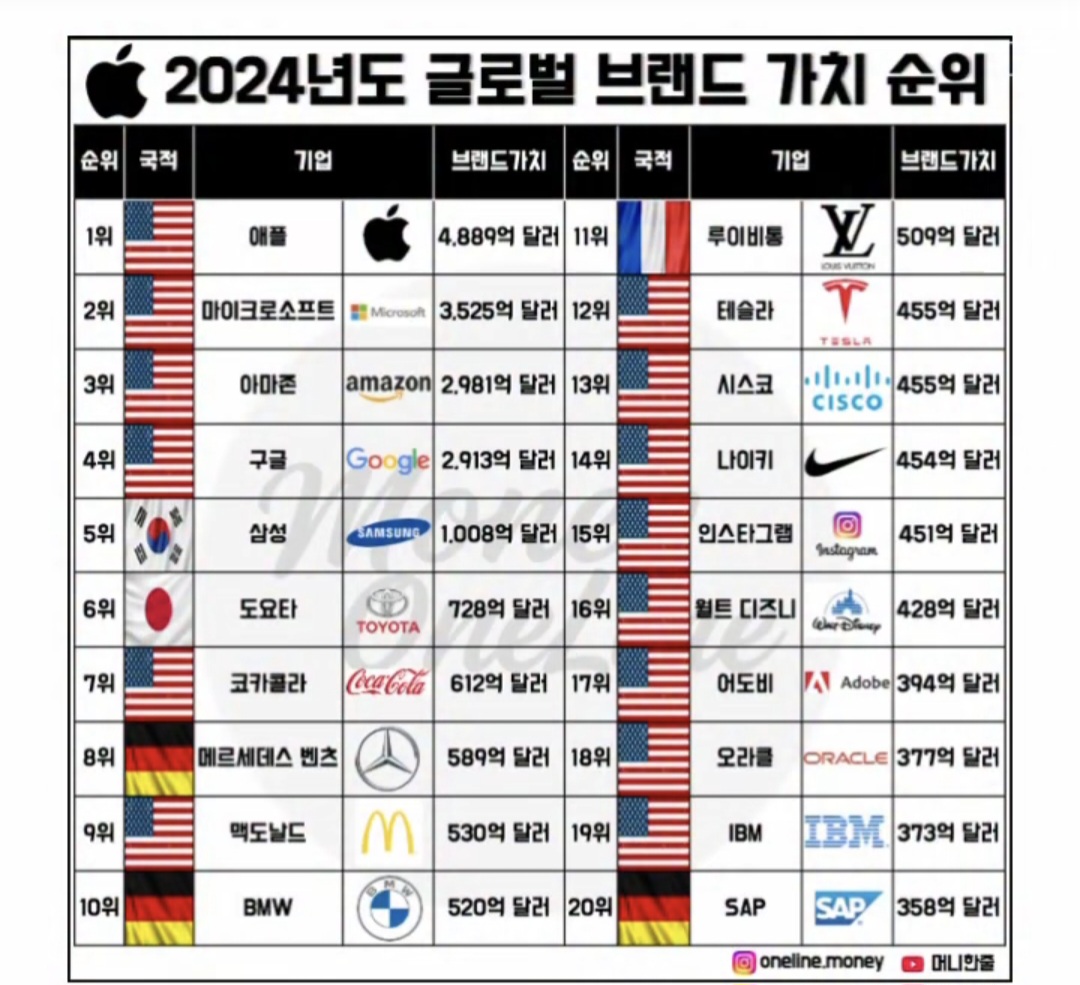 2024년도 글로벌 브랜드 가치 순위
순위 국적 기업 브랜드가치 순위 국적 기업 브랜드가치
1위 애플 4.889억 달러 11위 루이비통 LV LOUIS VUITTON 509억 달러
2위 마이크로소프트 Microsoft 3.525억 달러 12위 테슬라 TESLA 455억 달러
3위 아마존 amazon 2.981억 달러 13위 시스코 CISCO 455억 달러
4위 구글 Google 2.913억 달러 14위 나이키 454억 달러
5위 삼성 SAMSUNG 1.008억 달러 15위 인스타그램 Instagram 451억 달러
6위 도요타 TOYOTA 728억 달러 16위 월트 디즈니 Walt Disney 428억 달러
7위 코카콜라 Coca-Cola 612억 달러 17위 어도비 Adobe 394억 달러
8위 메르세데스 벤츠 589억 달러 18위 오라클 ORACLE 377억 달러
9위 맥도날드 530억 달러 19위 IBM IBM 373억 달러
10위 BMW BMW 520억 달러 20위 SAP SAP 358억 달러
Money OneLine
oneline.money 머니한줄